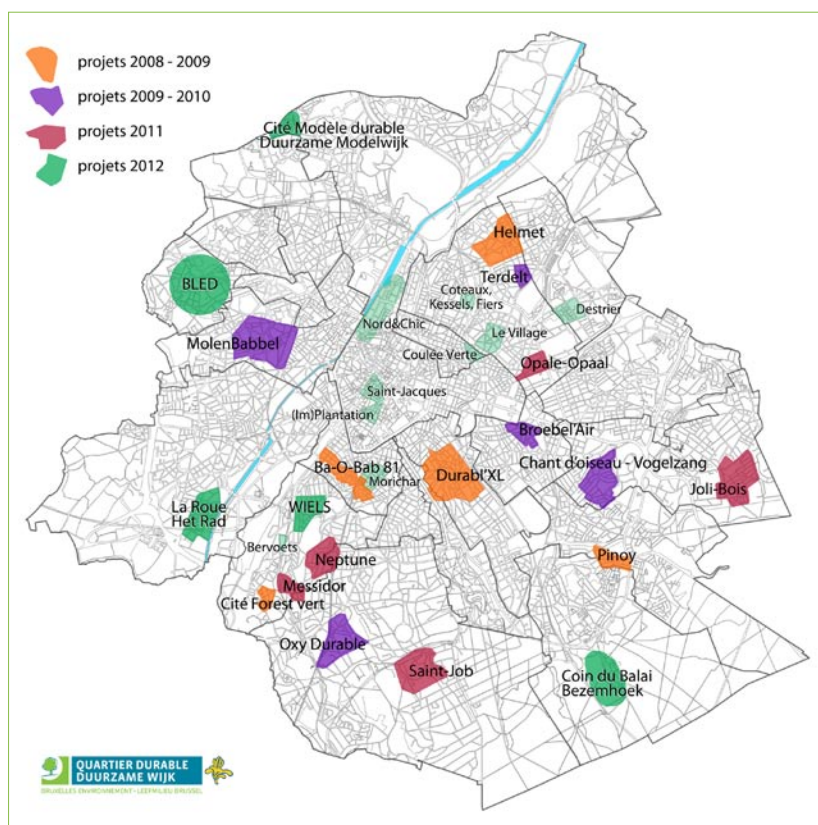 projets 2008 - 2009
projets 2009 - 2010
projets 2011
projets 2012
Cité Modèle durable
Duurzame Modelwijk
Helmet
Terdelt
BLED
Coteaux,
Kessels, Fiers
Destrier
Nord&Chic
MolenBabbel
Le Village
Coulée Verte
Opale-Opaal
Saint-Jacques
(Im)Plantation
Broebel'Air
Ba-O-Bab 81
Morichar
Durabl'XL
Chant d'oiseau - Vogelzang
Joli-Bois
La Roue
Het Rad
WIELS
Bervoets
Neptune
Pinoy
Messidor
Cité Forest vert
Oxy Durable
Saint-Job
Coin du Balai
Bezemhoek
QUARTIER DURABLE
DUURZAME WIJK
BRUXELLES ENVIRONNEMENT - LEEFMILIEU BRUSSEL